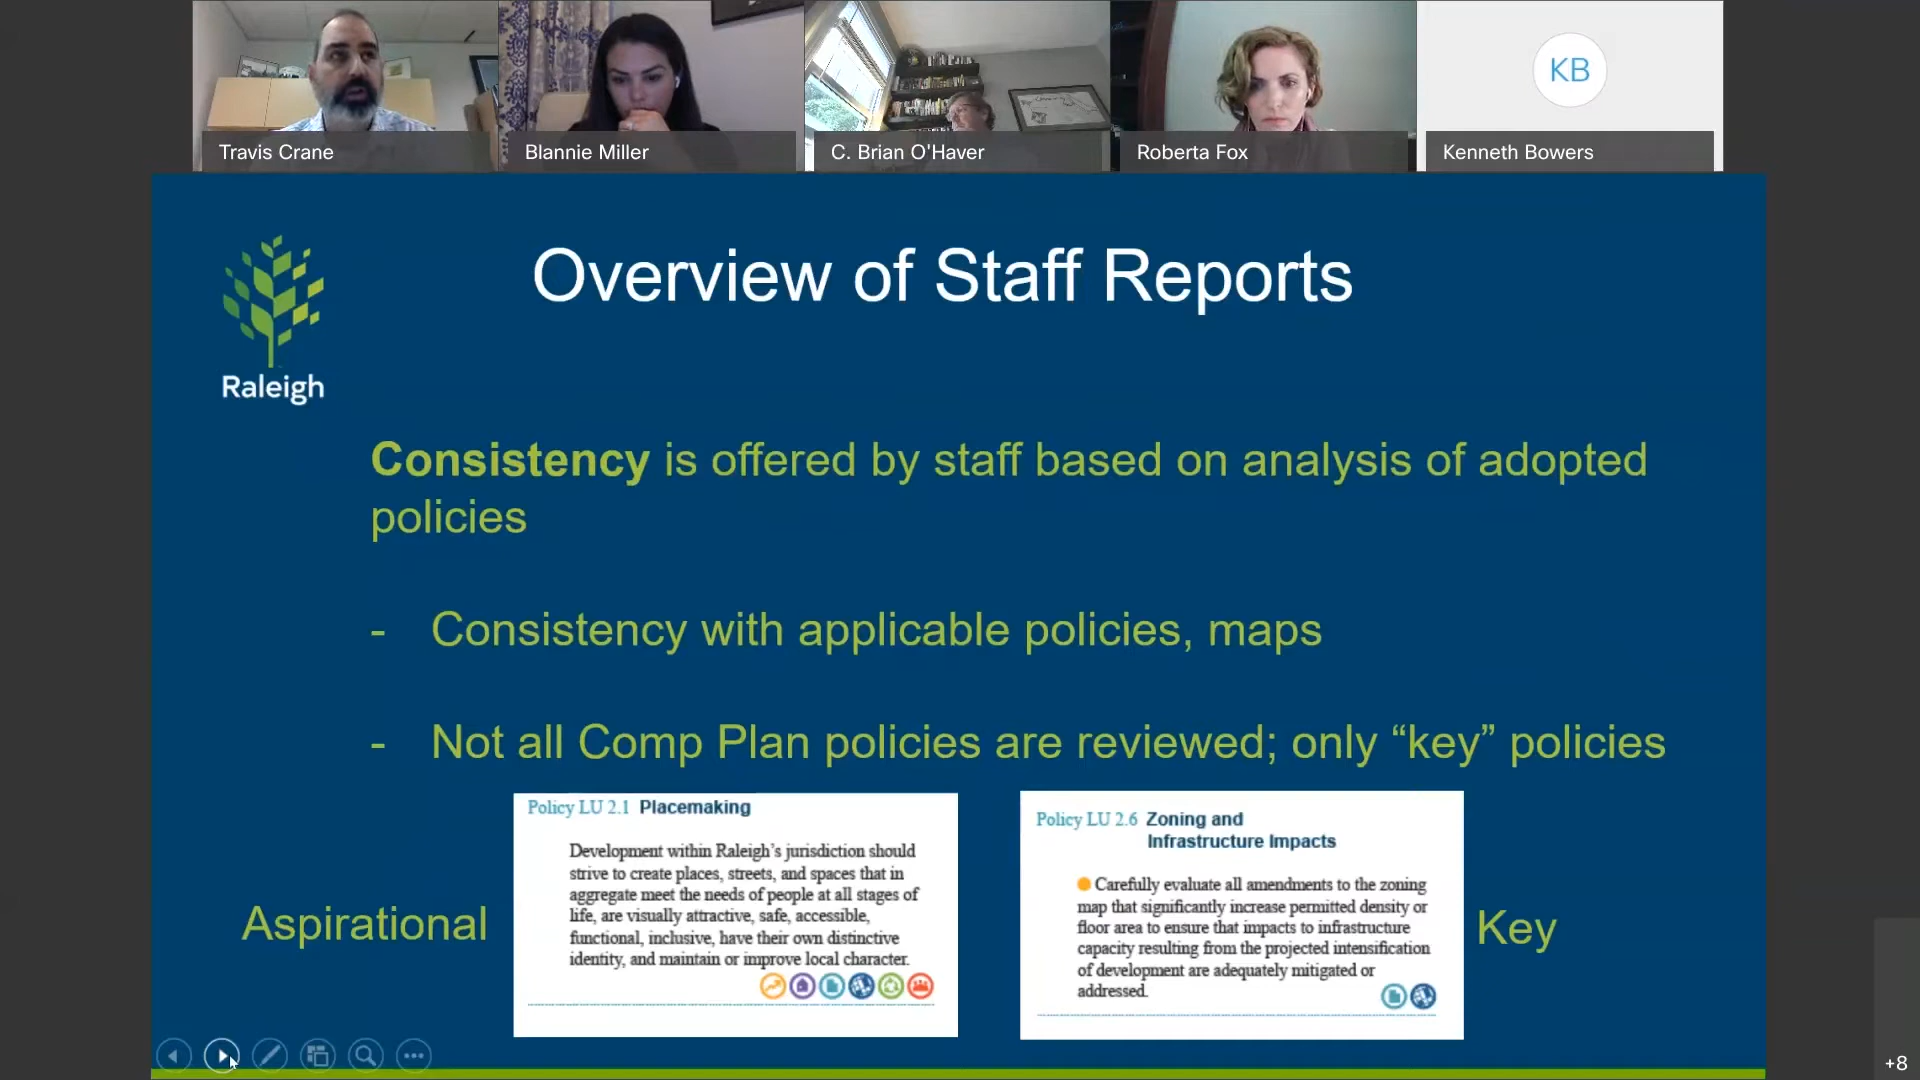 Travis Crane
Blannie Miller
C. Brian O'Haver
Roberta Fox
KB
Kenneth Bowers
Raleigh
Overview of Staff Reports
Consistency is offered by staff based on analysis of adopted
policies
- Consistency with applicable policies, maps
- Not all Comp Plan policies are reviewed; only “key” policies
Aspirational
Policy LU 2.1 Placemaking
Development within Raleigh’s jurisdiction should
strive to create places, streets, and spaces that in
aggregate meet the needs of people at all stages of
life, are visually attractive, safe, accessible,
functional, inclusive, have their own distinctive
identity, and maintain or improve local character.
Policy LU 2.6 Zoning and
Infrastructure Impacts
Carefully evaluate all amendments to the zoning
map that significantly increase permitted density or
floor area to ensure that impacts to infrastructure
capacity resulting from the projected intensification
of development are adequately mitigated or
addressed.
Key
+8